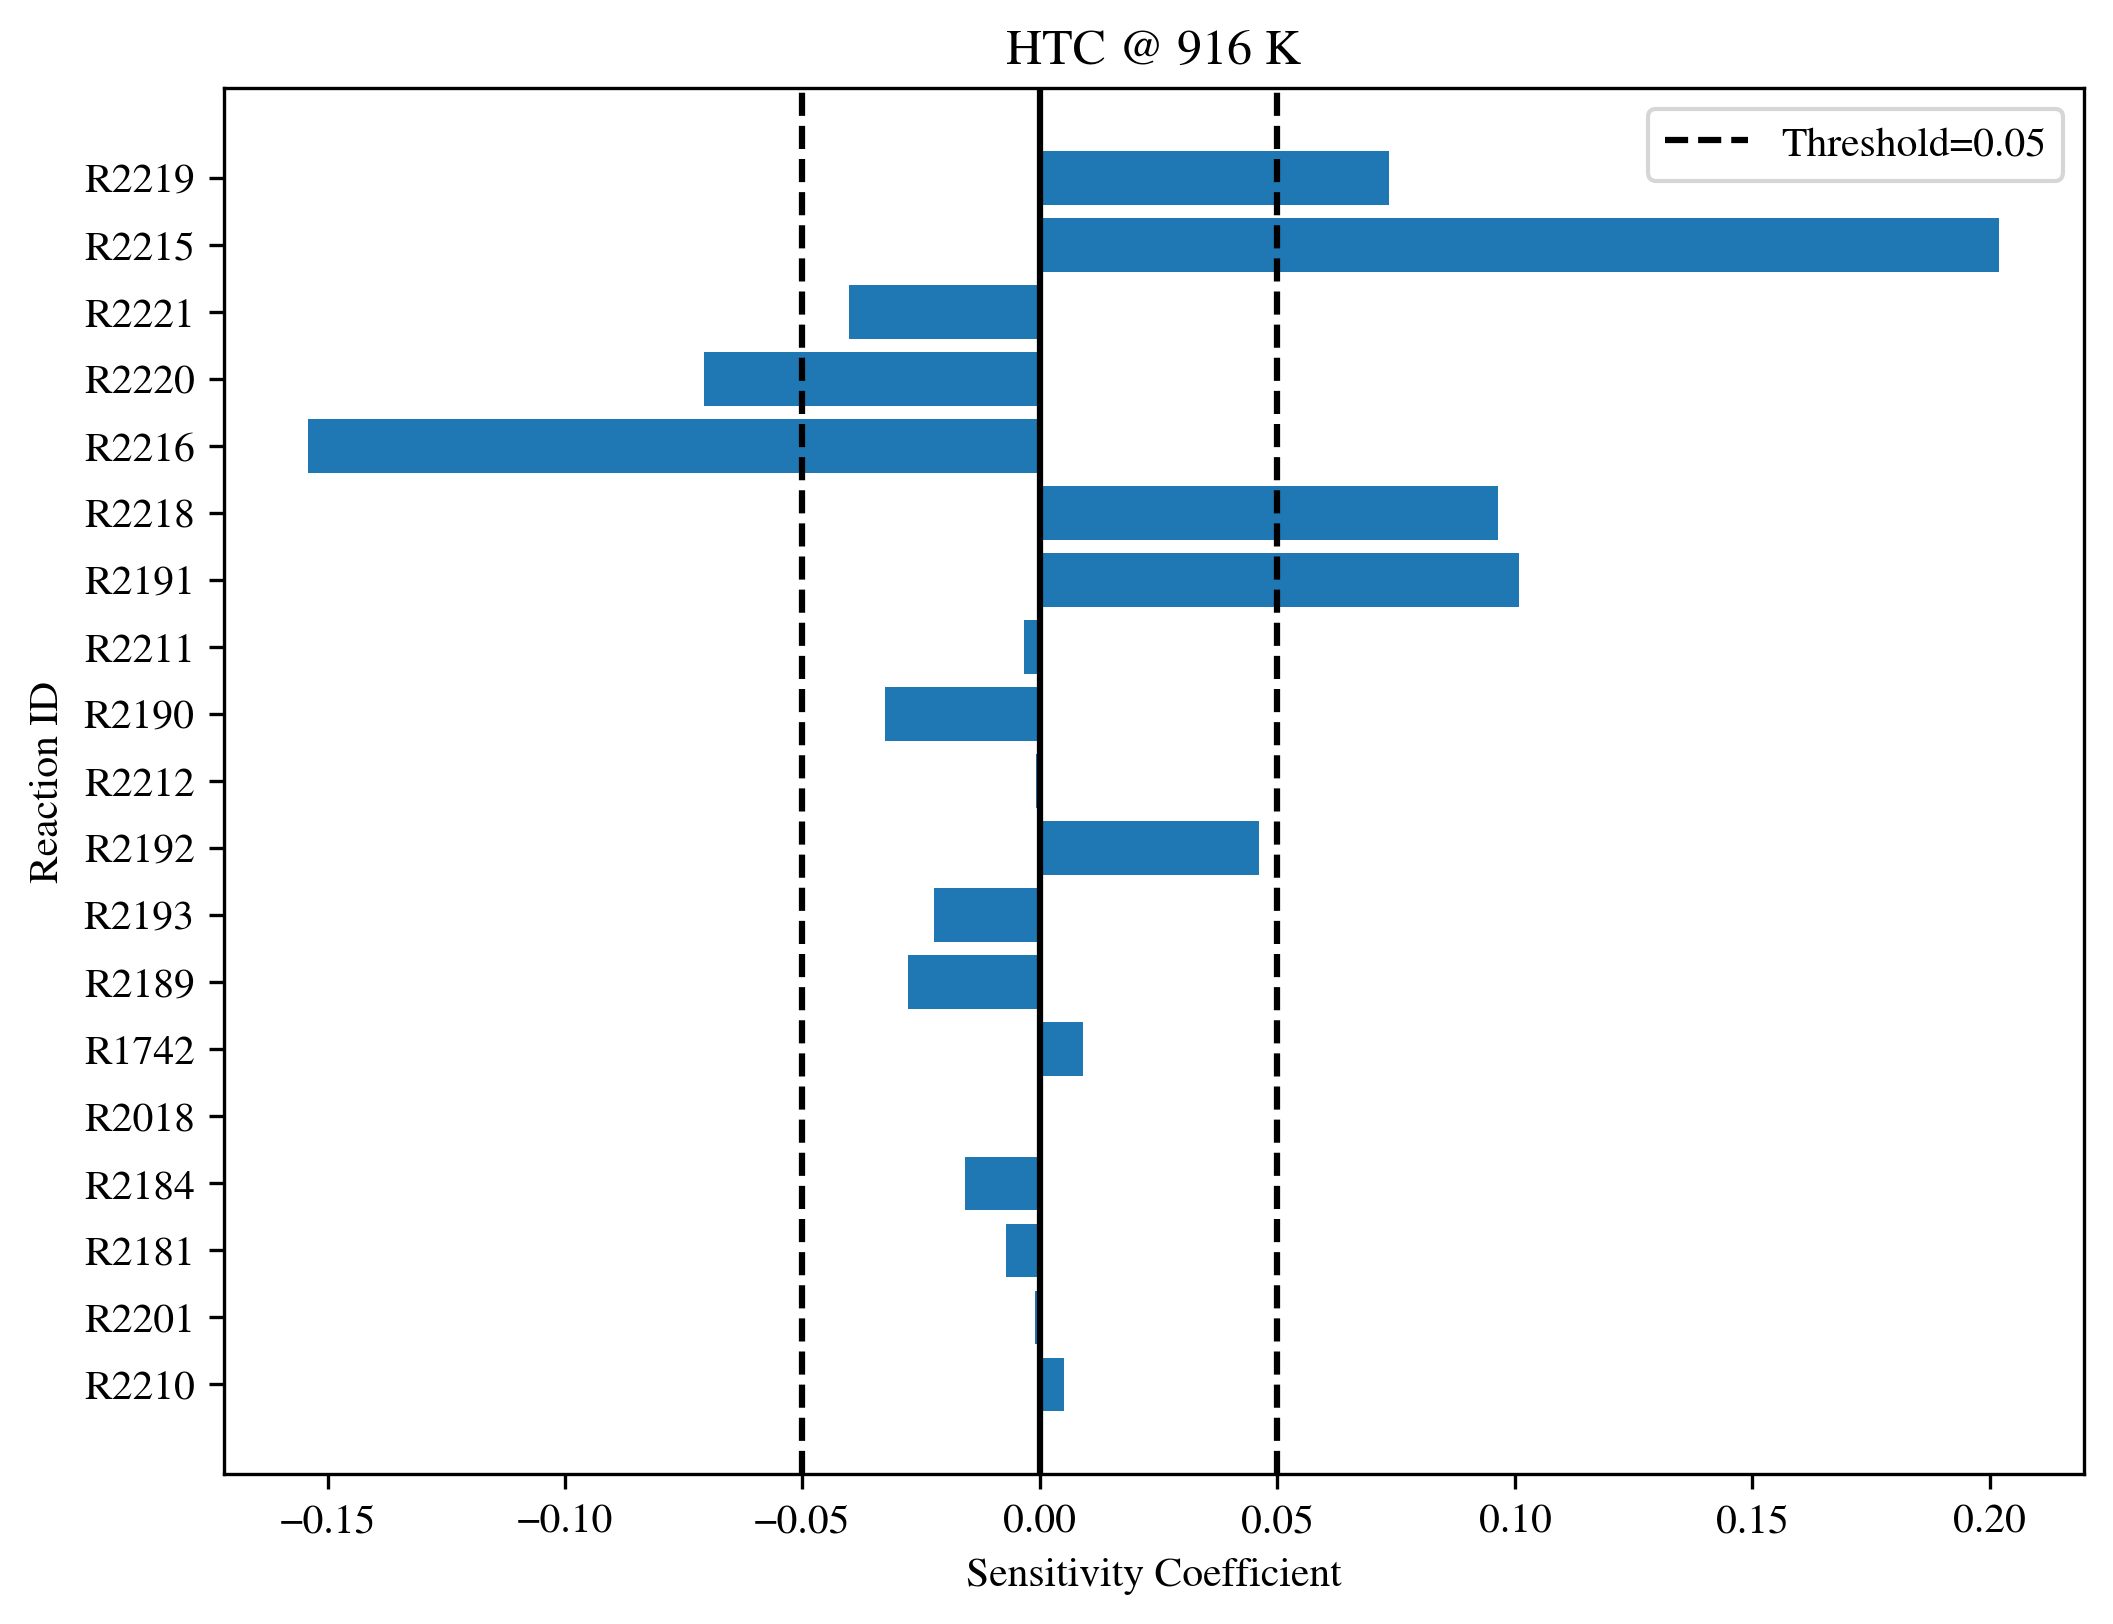 HTC @ 916 K
Threshold=0.05
R2219
R2215
R2221
R2220
R2216
R2218
R2191
R2211
R2190
R2212
R2192
R2193
R2189
R1742
R2018
R2184
R2181
R2201
R2210
Reaction ID
−0.15 −0.10 −0.05 0.00 0.05 0.10 0.15 0.20
Sensitivity Coefficient